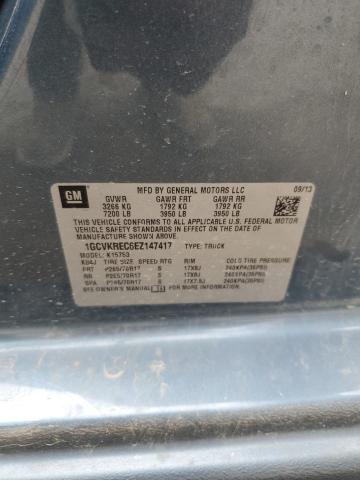 GM
MFD BY GENERAL MOTORS LLC 09/13
GVWR GAWR FRT GAWR RR
3266 KG 1792 KG 1792 KG
7200 LB 3950 LB 3950 LB
THIS VEHICLE CONFORMS TO ALL APPLICABLE U.S. FEDERAL MOTOR
VEHICLE SAFETY STANDARDS IN EFFECT ON THE DATE OF
MANUFACTURE SHOWN ABOVE.
1GCVKREC6EZ147417 TYPE: TRUCK
MODEL: K15753
TIRE SIZE SPEED RTG RIM COLD TIRE PRESSURE
FRT P265/70R17 S 17X8J 240KPA(35PSI)
RR P265/70R17 S 17X8J 240KPA(35PSI)
SPA 17X7.5J 240KPA(35PSI)
SEE OWNER'S MANUAL FOR MORE INFORMATION